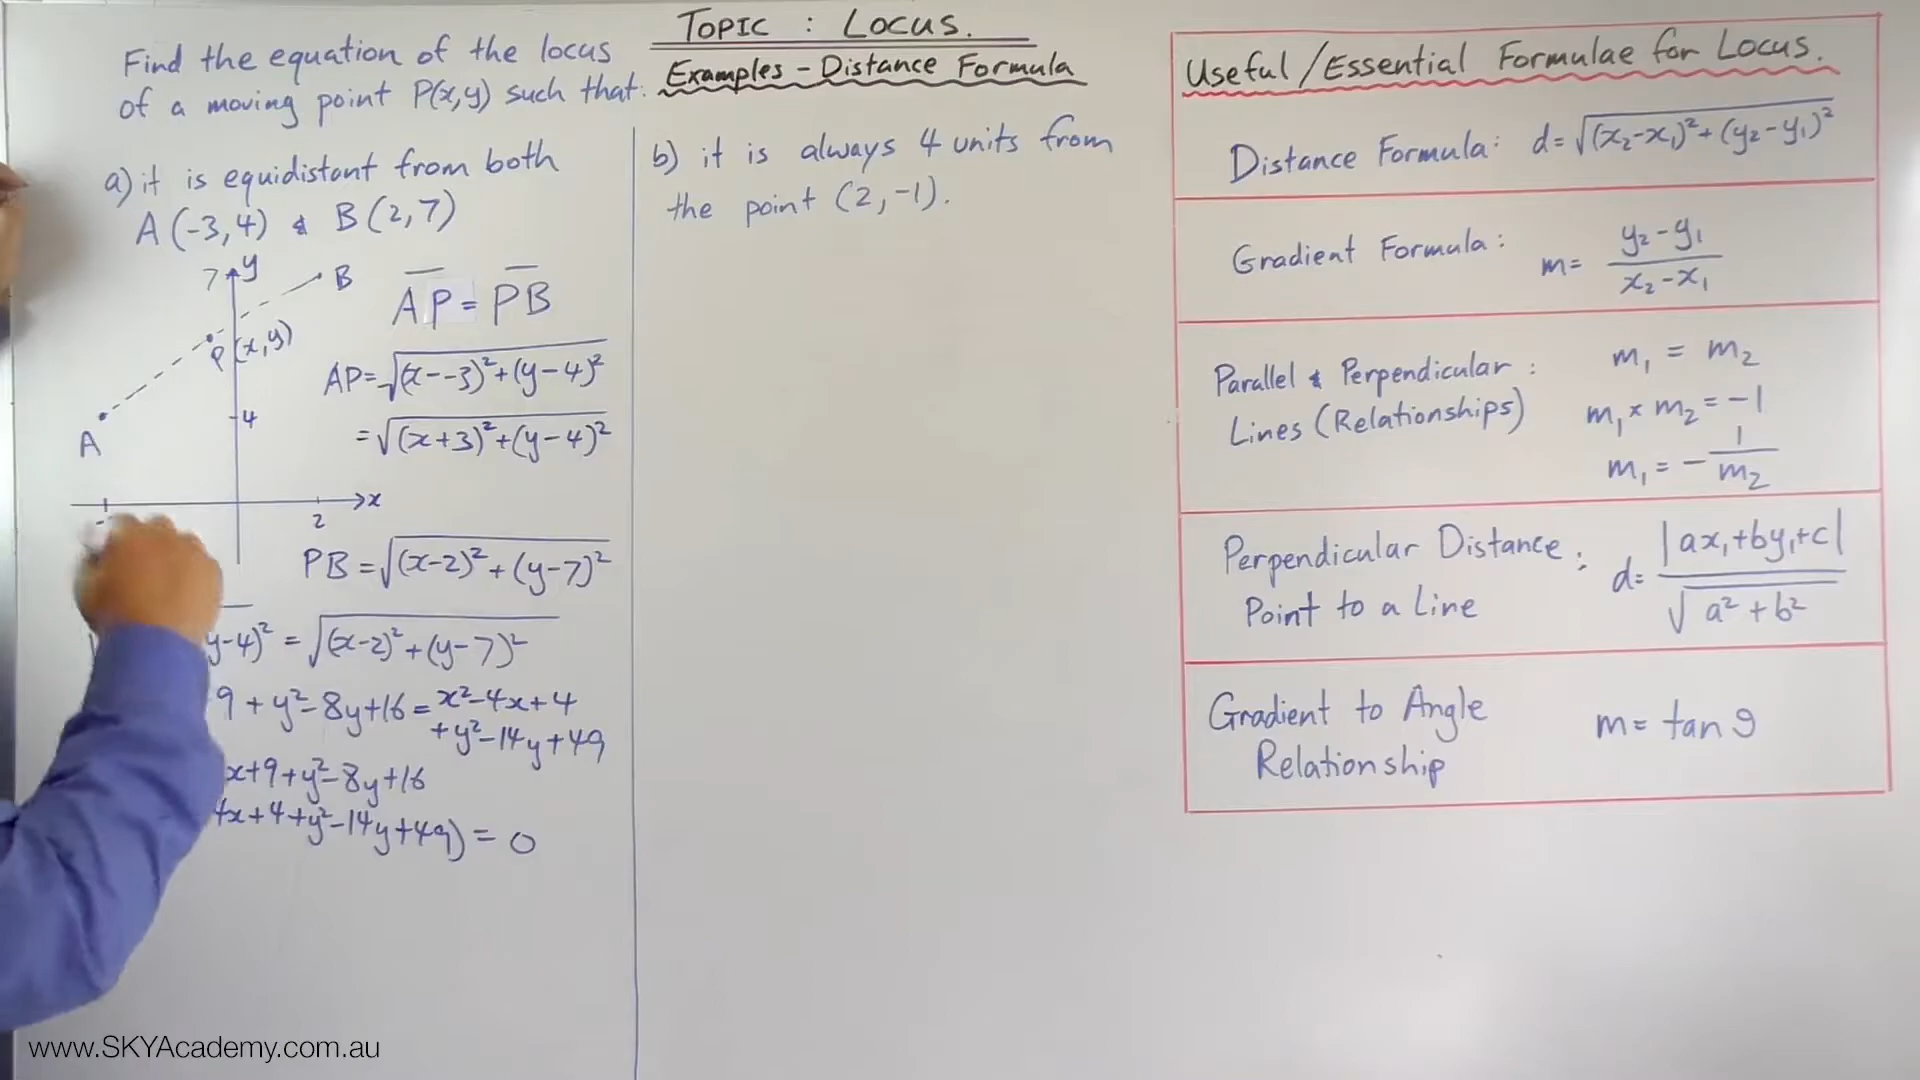 TOPIC : LOCUS.
Examples - Distance Formula
Find the equation of the locus
of a moving point P(x,y) such that:
a) it is equidistant from both
A(-3,4) & B(2,7)
7 y
B
P(x,y)
4
A
x
2
AP = PB
AP=√(x--3)²+(y-4)²
=√(x+3)²+(y-4)²
PB=√(x-2)²+(y-7)²
y-4)² = √(x-2)²+(y-7)²
9+y²-8y+16=x²-4x+4
+y²-14y+49
x+9+y²-8y+16
4x+4+y²-14y+49)=0
b) it is always 4 units from
the point (2,-1).
Useful/Essential Formulae for Locus.
Distance Formula: d=√(x₂-x₁)²+(y₂-y₁)²
Gradient Formula: m= y₂-y₁
x₂-x₁
Parallel & Perpendicular : m₁ = m₂
Lines (Relationships) m₁×m₂=-1
m₁=-1/m₂
Perpendicular Distance : d= |ax₁+by₁+c|
Point to a Line √a²+b²
Gradient to Angle m= tan θ
Relationship
www.SKYAcademy.com.au